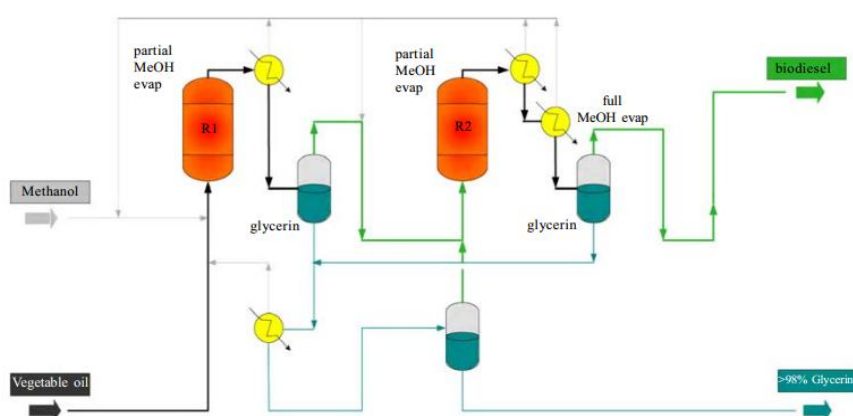 partial
MeOH
evap
partial
MeOH
evap
biodiesel
full
MeOH evap
R1
R2
Methanol
glycerin
glycerin
Vegetable oil
>98% Glycerin